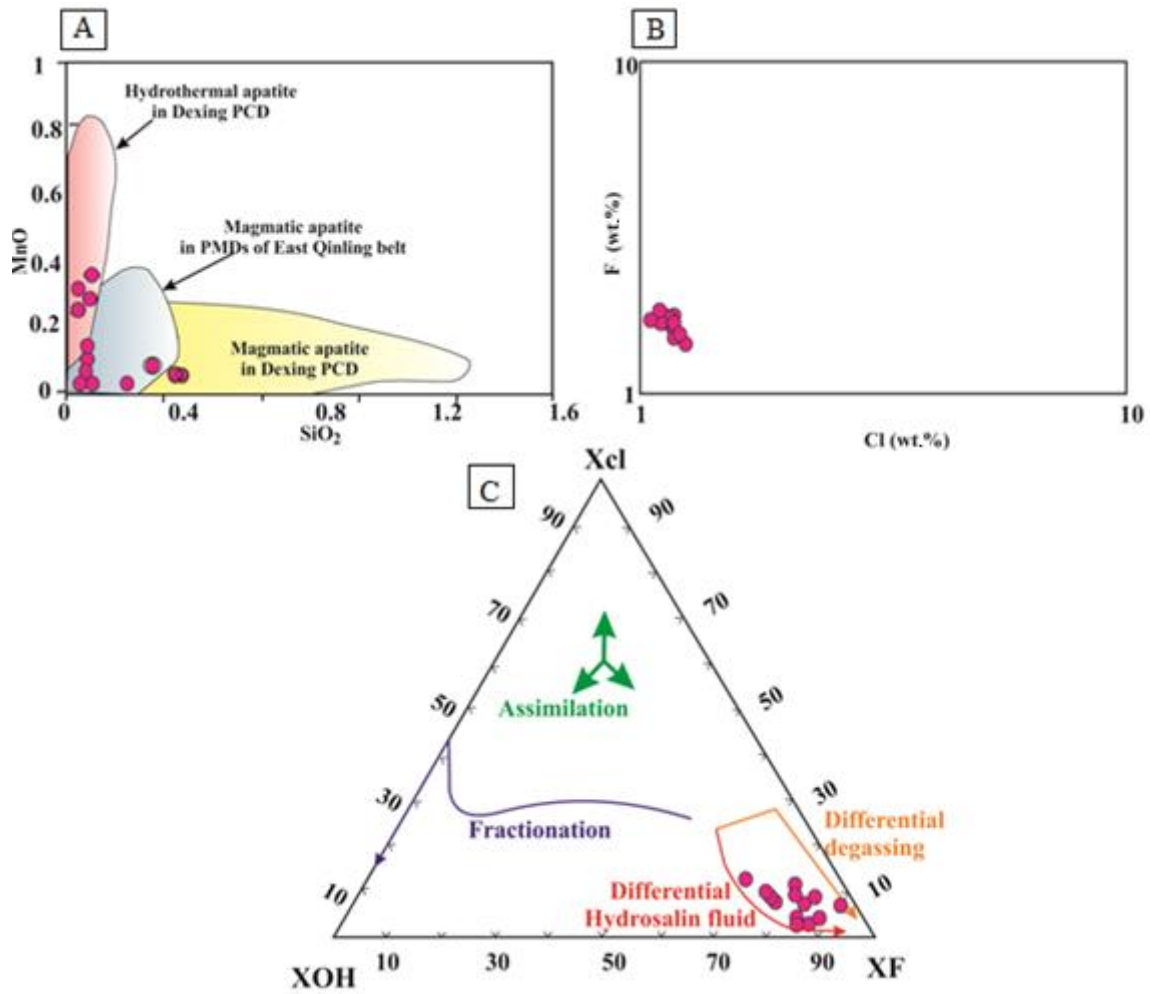 A
1
0.8
0.6
0.4
0.2
0
MnO
Hydrothermal apatite
in Dexing PCD
Magmatic apatite
in PMDs of East Qinling belt
Magmatic apatite
in Dexing PCD
0 0.4 0.8 1.2 1.6
SiO₂
B
10
F (wt.%)
1
1 10
Cl (wt.%)
C
Xcl
90 90
70 70
50 50
30 30
10 10
Assimilation
Fractionation
Differential
degassing
Differential
Hydrosalin fluid
XOH 10 30 50 70 90 XF